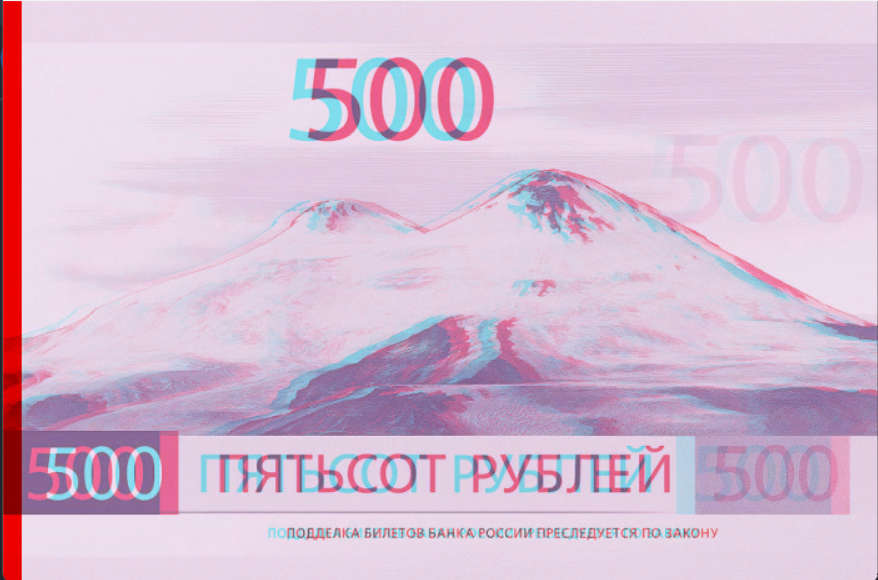 500
500
500 ПЯТЬСОТ РУБЛЕЙ 500
ПОДДЕЛКА БИЛЕТОВ БАНКА РОССИИ ПРЕСЛЕДУЕТСЯ ПО ЗАКОНУ